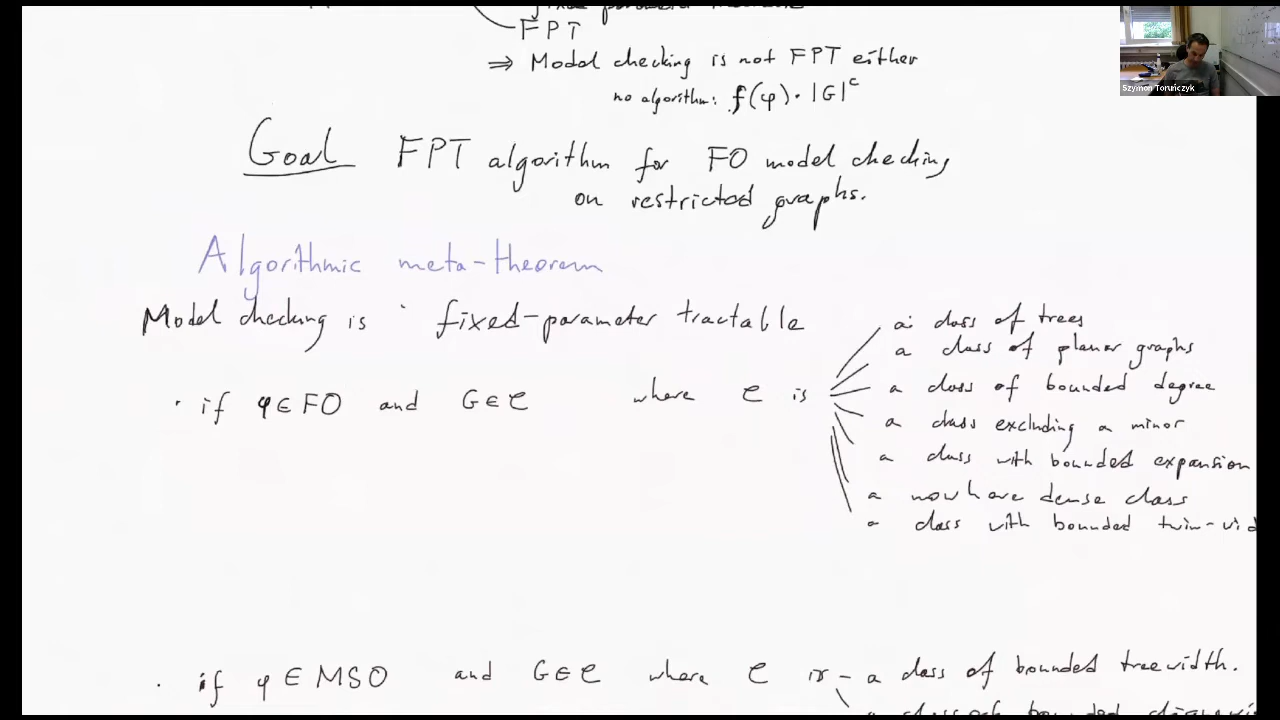 FPT
⇒ Model checking is not FPT either
no algorithm: f(φ)·|G|^c
Szymon Toruńczyk
Goal FPT algorithm for FO model checking
on restricted graphs.
Algorithmic meta-theorem
Model checking is fixed-parameter tractable
· if φ∈FO and G∈C where C is
a class of trees
a class of planar graphs
a class of bounded degree
a class excluding a minor
a class with bounded expansion
a nowhere dense class
a class with bounded twin-wid
· if φ∈MSO and G∈C where C is - a class of bounded treewidth.